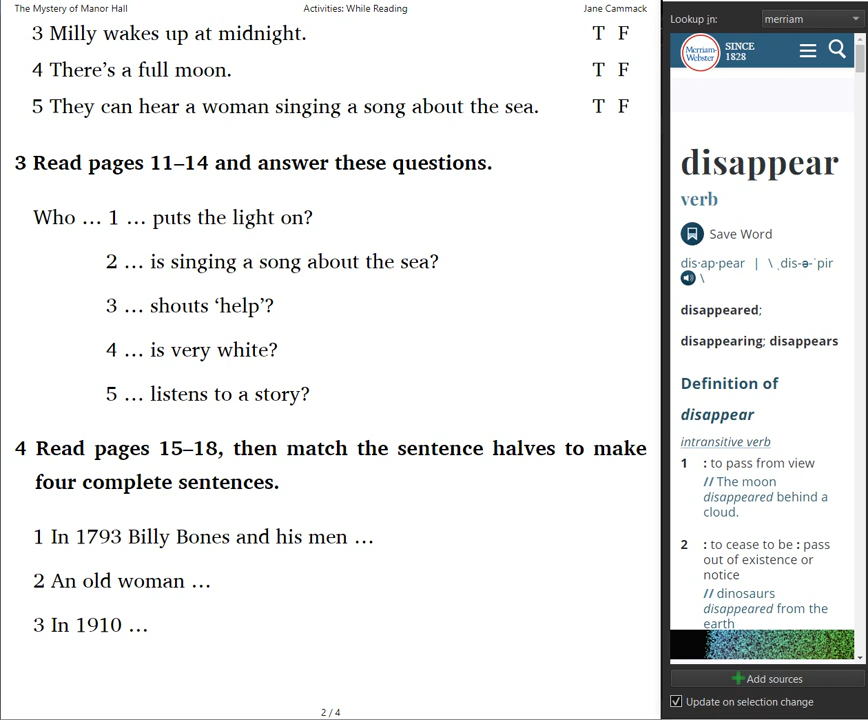 The Mystery of Manor Hall
Activities: While Reading
Jane Cammack
3 Milly wakes up at midnight. T F
4 There's a full moon. T F
5 They can hear a woman singing a song about the sea. T F
3 Read pages 11–14 and answer these questions.
Who … 1 … puts the light on?
2 … is singing a song about the sea?
3 … shouts ‘help’?
4 … is very white?
5 … listens to a story?
4 Read pages 15–18, then match the sentence halves to make
four complete sentences.
1 In 1793 Billy Bones and his men …
2 An old woman …
3 In 1910 …
2 / 4
Lookup in: merriam
Merriam-
Webster
SINCE
1828
disappear
verb
Save Word
dis·ap·pear | \ ˌdis-ə-ˈpir
\
disappeared;
disappearing; disappears
Definition of
disappear
intransitive verb
1 : to pass from view
// The moon
disappeared behind a
cloud.
2 : to cease to be : pass
out of existence or
notice
// dinosaurs
disappeared from the
earth
Add sources
Update on selection change